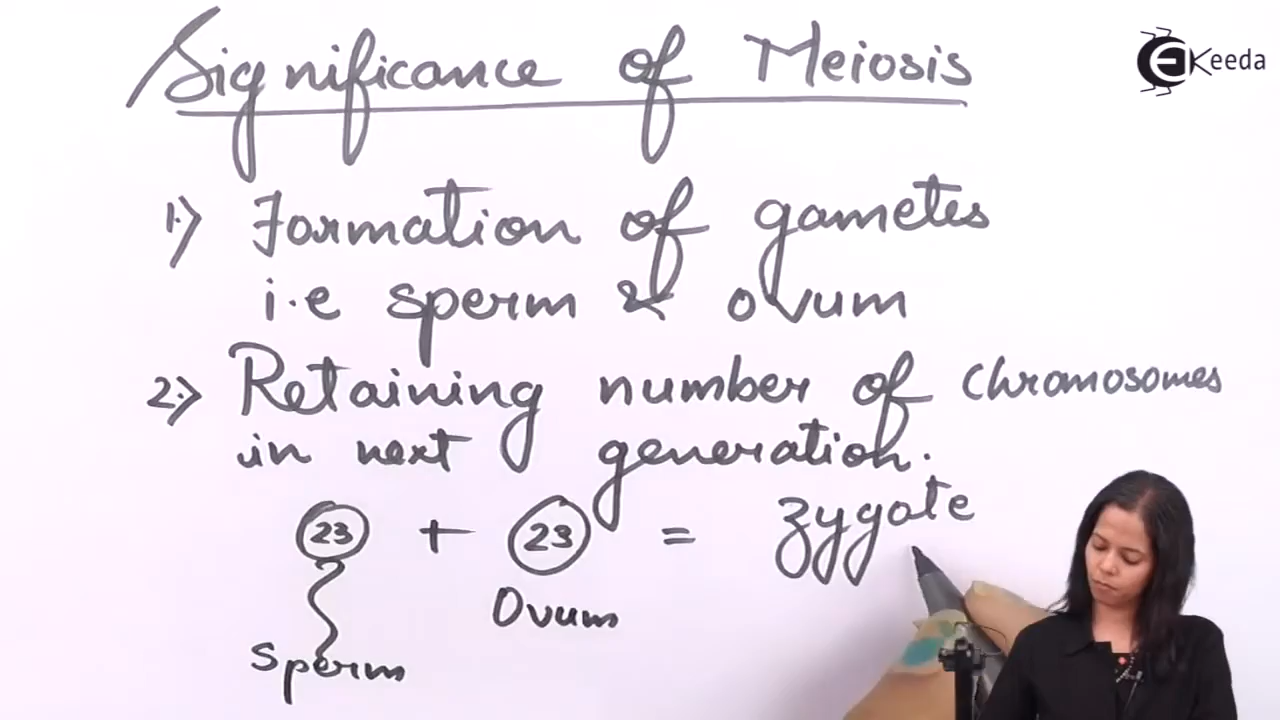 Significance of Meiosis
EKeeda
1.) Formation of gametes
i.e sperm & ovum
2.) Retaining number of chromosomes
in next generation.
23 + 23 = zygote
Ovum
Sperm